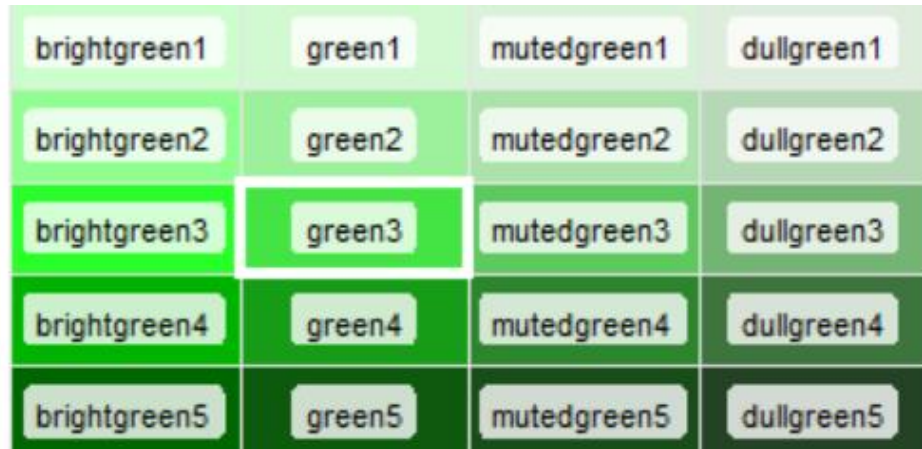 brightgreen1 green1 mutedgreen1 dullgreen1
brightgreen2 green2 mutedgreen2 dullgreen2
brightgreen3 green3 mutedgreen3 dullgreen3
brightgreen4 green4 mutedgreen4 dullgreen4
brightgreen5 green5 mutedgreen5 dullgreen5